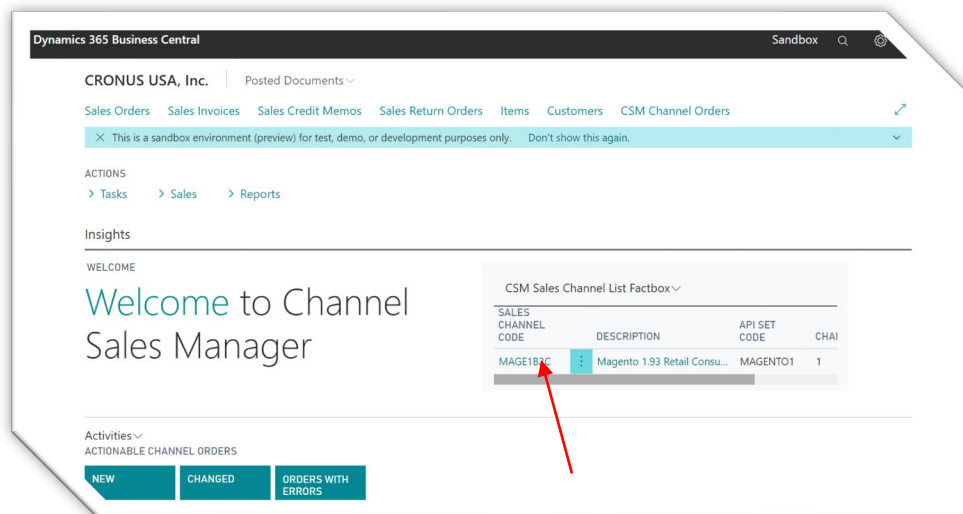 Dynamics 365 Business Central Sandbox
CRONUS USA, Inc. Posted Documents
Sales Orders Sales Invoices Sales Credit Memos Sales Return Orders Items Customers CSM Channel Orders
This is a sandbox environment (preview) for test, demo, or development purposes only. Don't show this again.
ACTIONS
> Tasks > Sales > Reports
Insights
WELCOME
Welcome to Channel
Sales Manager
CSM Sales Channel List Factbox
SALES
CHANNEL
CODE DESCRIPTION
API SET
CODE CHAI
MAGE1B2C Magento 1.93 Retail Consu... MAGENTO1 1
Activities
ACTIONABLE CHANNEL ORDERS
NEW CHANGED ORDERS WITH
ERRORS